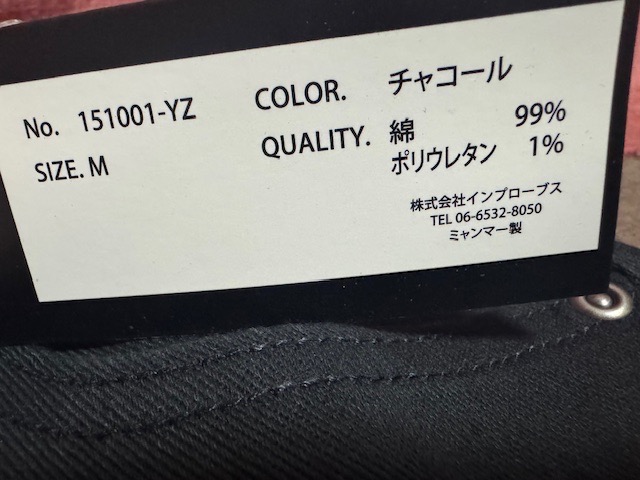 No. 151001-YZ
COLOR. チャコール
SIZE. M
QUALITY. 綿 99%
ポリウレタン 1%
株式会社インプローブス
TEL 06-6532-8050
ミャンマー製